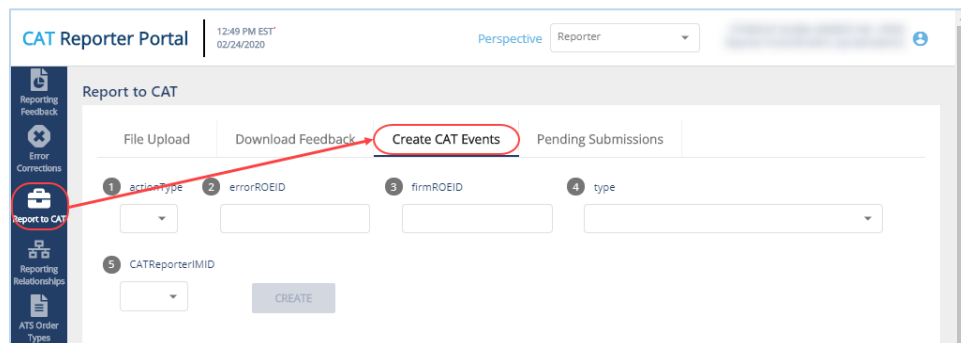 CAT Reporter Portal
12:49 PM EST
02/24/2020
Perspective
Reporter
Reporting
Feedback
Error
Corrections
Report to CAT
Reporting
Relationships
ATS Order
Types
Report to CAT
File Upload Download Feedback Create CAT Events Pending Submissions
1 actionType 2 errorROEID 3 firmROEID 4 type
5 CATReporterIMID
CREATE